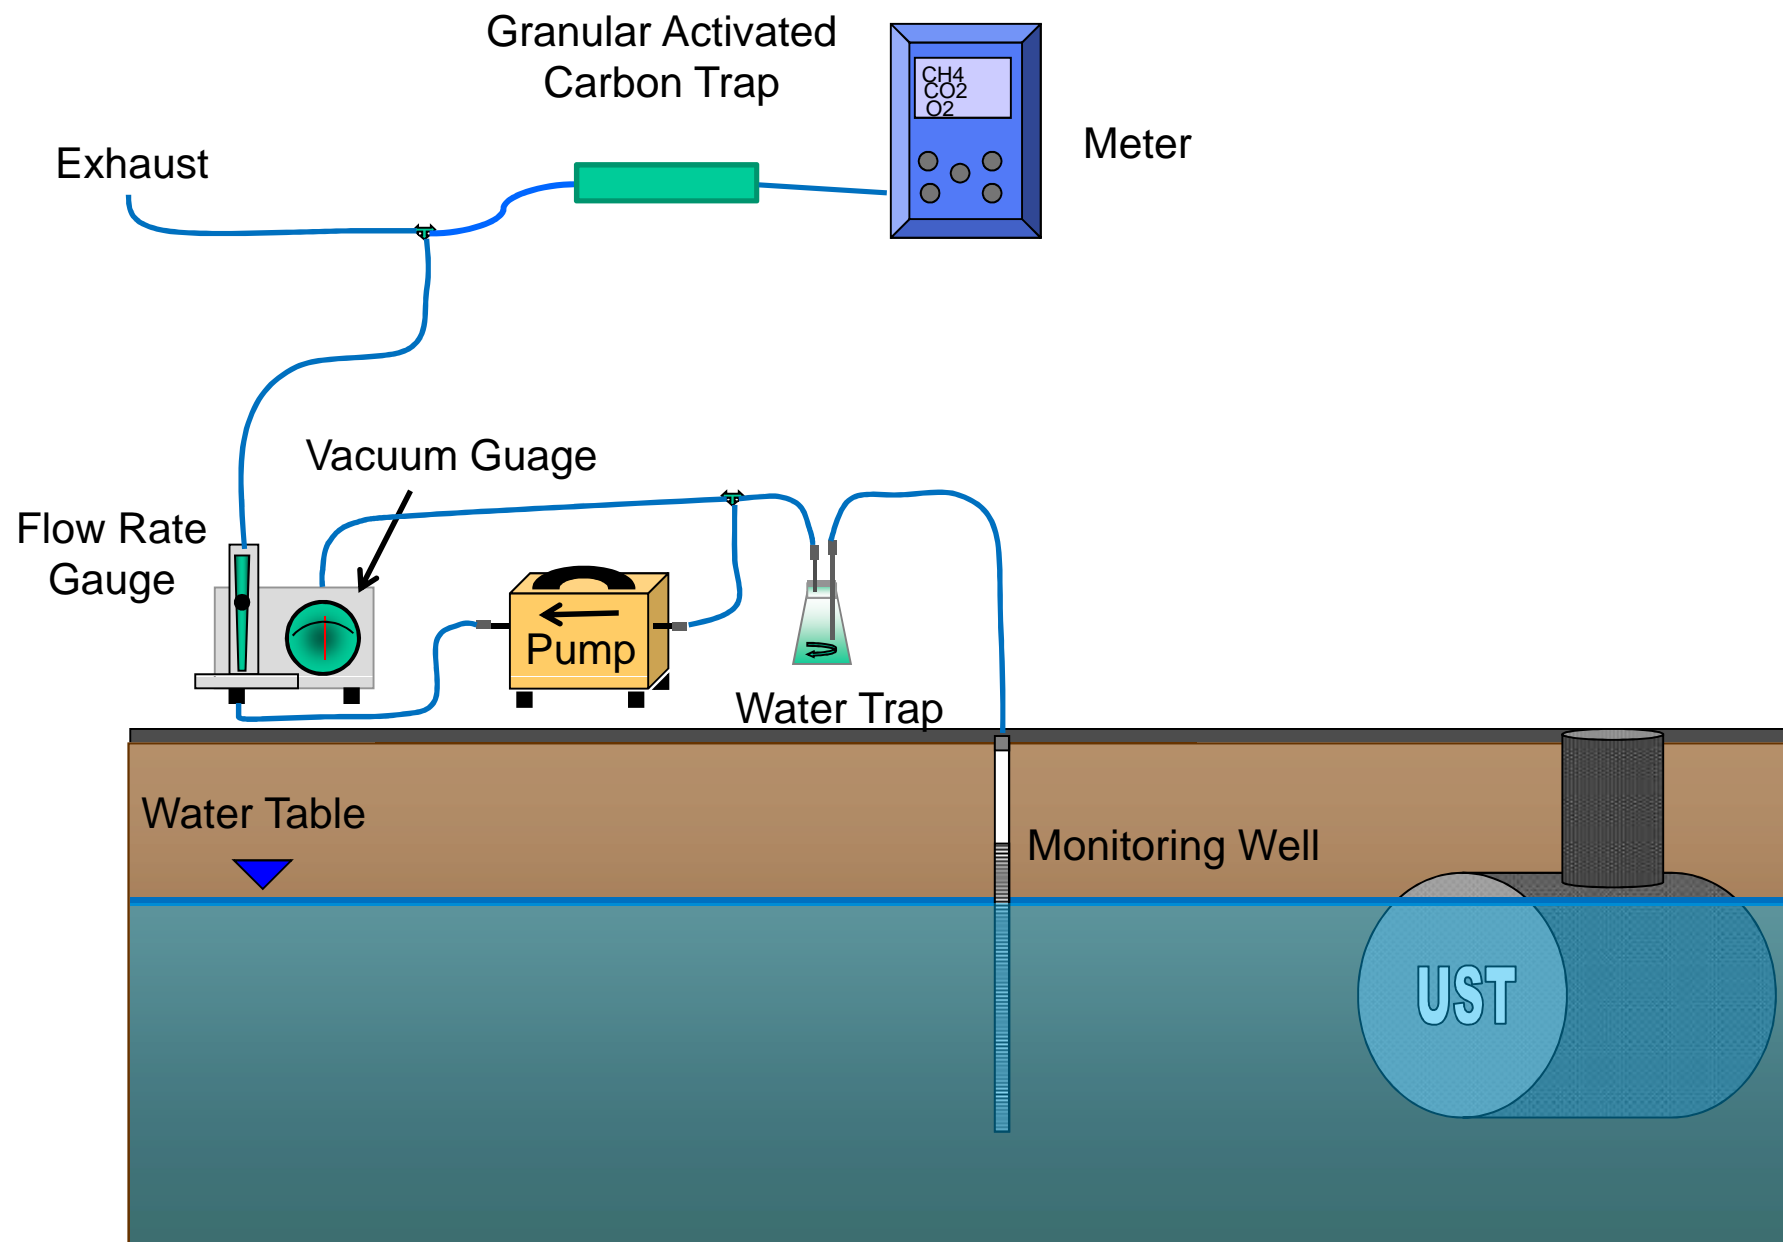 Granular Activated
Carbon Trap
CH4
CO2
O2
Meter
Exhaust
Vacuum Guage
Flow Rate
Gauge
Pump
Water Trap
Water Table
Monitoring Well
UST